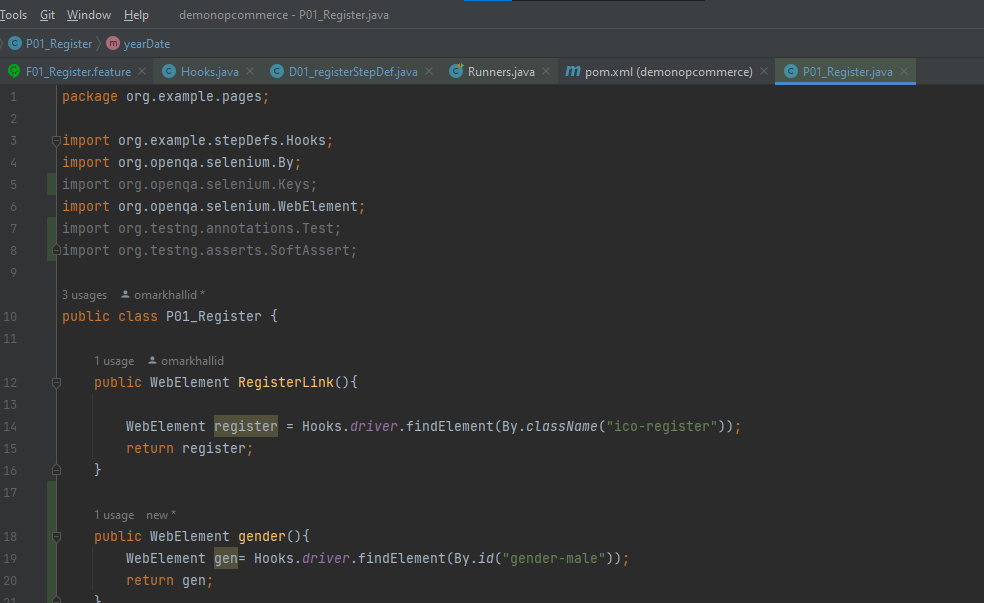 Tools Git Window Help demonopcommerce - P01_Register.java
P01_Register yearDate
F01_Register.feature Hooks.java D01_registerStepDef.java Runners.java pom.xml (demonopcommerce) P01_Register.java
1 package org.example.pages;
2
3 import org.example.stepDefs.Hooks;
4 import org.openqa.selenium.By;
5 import org.openqa.selenium.Keys;
6 import org.openqa.selenium.WebElement;
7 import org.testng.annotations.Test;
8 import org.testng.asserts.SoftAssert;
9
3 usages omarkhallid *
10 public class P01_Register {
11
1 usage omarkhallid
12 public WebElement RegisterLink(){
13
14 WebElement register = Hooks.driver.findElement(By.className("ico-register"));
15 return register;
16 }
17
1 usage new *
18 public WebElement gender(){
19 WebElement gen= Hooks.driver.findElement(By.id("gender-male"));
20 return gen;
21 }